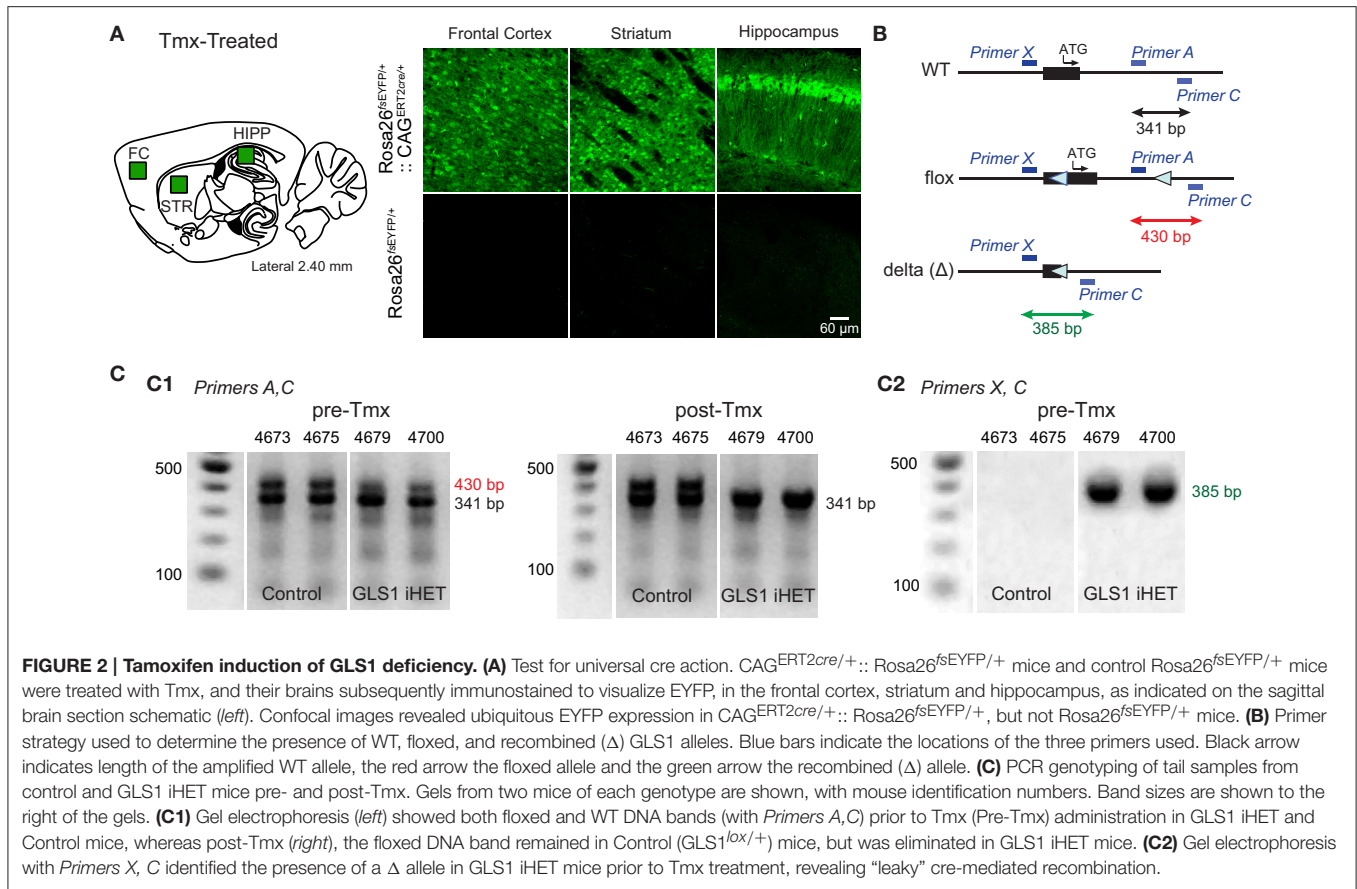 A
Tmx-Treated
Frontal Cortex Striatum Hippocampus
Rosa26fsEYFP/+
:: CAGERT2cre/+
Rosa26fsEYFP/+
FC
HIPP
STR
Lateral 2.40 mm
60 µm
B
Primer X ATG Primer A
WT
Primer C
341 bp
Primer X ATG Primer A
flox
Primer C
430 bp
Primer X
delta (Δ)
Primer C
385 bp
C C1 Primers A,C
pre-Tmx
4673 4675 4679 4700
500
430 bp
341 bp
100
Control GLS1 iHET
post-Tmx
4673 4675 4679 4700
500
341 bp
100
Control GLS1 iHET
C2 Primers X, C
pre-Tmx
4673 4675 4679 4700
500
385 bp
100
Control GLS1 iHET
FIGURE 2 | Tamoxifen induction of GLS1 deficiency. (A) Test for universal cre action. CAGERT2cre/+:: Rosa26fsEYFP/+ mice and control Rosa26fsEYFP/+ mice
were treated with Tmx, and their brains subsequently immunostained to visualize EYFP, in the frontal cortex, striatum and hippocampus, as indicated on the sagittal
brain section schematic (left). Confocal images revealed ubiquitous EYFP expression in CAGERT2cre/+:: Rosa26fsEYFP/+, but not Rosa26fsEYFP/+ mice. (B) Primer
strategy used to determine the presence of WT, floxed, and recombined (Δ) GLS1 alleles. Blue bars indicate the locations of the three primers used. Black arrow
indicates length of the amplified WT allele, the red arrow the floxed allele and the green arrow the recombined (Δ) allele. (C) PCR genotyping of tail samples from
control and GLS1 iHET mice pre- and post-Tmx. Gels from two mice of each genotype are shown, with mouse identification numbers. Band sizes are shown to the
right of the gels. (C1) Gel electrophoresis (left) showed both floxed and WT DNA bands (with Primers A,C) prior to Tmx (Pre-Tmx) administration in GLS1 iHET and
Control mice, whereas post-Tmx (right), the floxed DNA band remained in Control (GLS1lox/+) mice, but was eliminated in GLS1 iHET mice. (C2) Gel electrophoresis
with Primers X, C identified the presence of a Δ allele in GLS1 iHET mice prior to Tmx treatment, revealing “leaky” cre-mediated recombination.